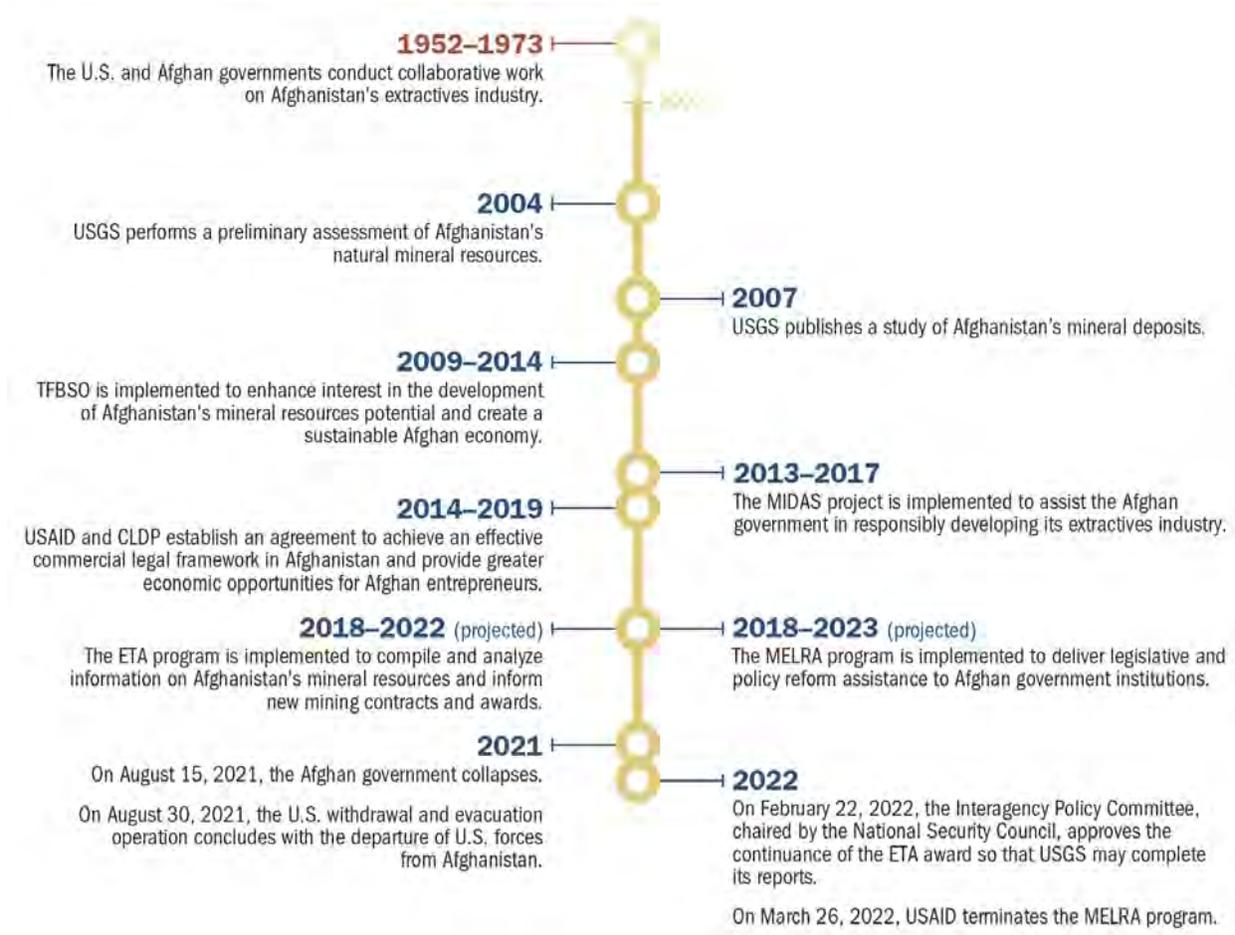 1952–1973
The U.S. and Afghan governments conduct collaborative work
on Afghanistan's extractives industry.
2004
USGS performs a preliminary assessment of Afghanistan's
natural mineral resources.
2007
USGS publishes a study of Afghanistan's mineral deposits.
2009–2014
TFBSO is implemented to enhance interest in the development
of Afghanistan's mineral resources potential and create a
sustainable Afghan economy.
2013–2017
The MIDAS project is implemented to assist the Afghan
government in responsibly developing its extractives industry.
2014–2019
USAID and CLDP establish an agreement to achieve an effective
commercial legal framework in Afghanistan and provide greater
economic opportunities for Afghan entrepreneurs.
2018–2022 (projected)
The ETA program is implemented to compile and analyze
information on Afghanistan's mineral resources and inform
new mining contracts and awards.
2018–2023 (projected)
The MELRA program is implemented to deliver legislative and
policy reform assistance to Afghan government institutions.
2021
On August 15, 2021, the Afghan government collapses.
On August 30, 2021, the U.S. withdrawal and evacuation
operation concludes with the departure of U.S. forces
from Afghanistan.
2022
On February 22, 2022, the Interagency Policy Committee,
chaired by the National Security Council, approves the
continuance of the ETA award so that USGS may complete
its reports.
On March 26, 2022, USAID terminates the MELRA program.